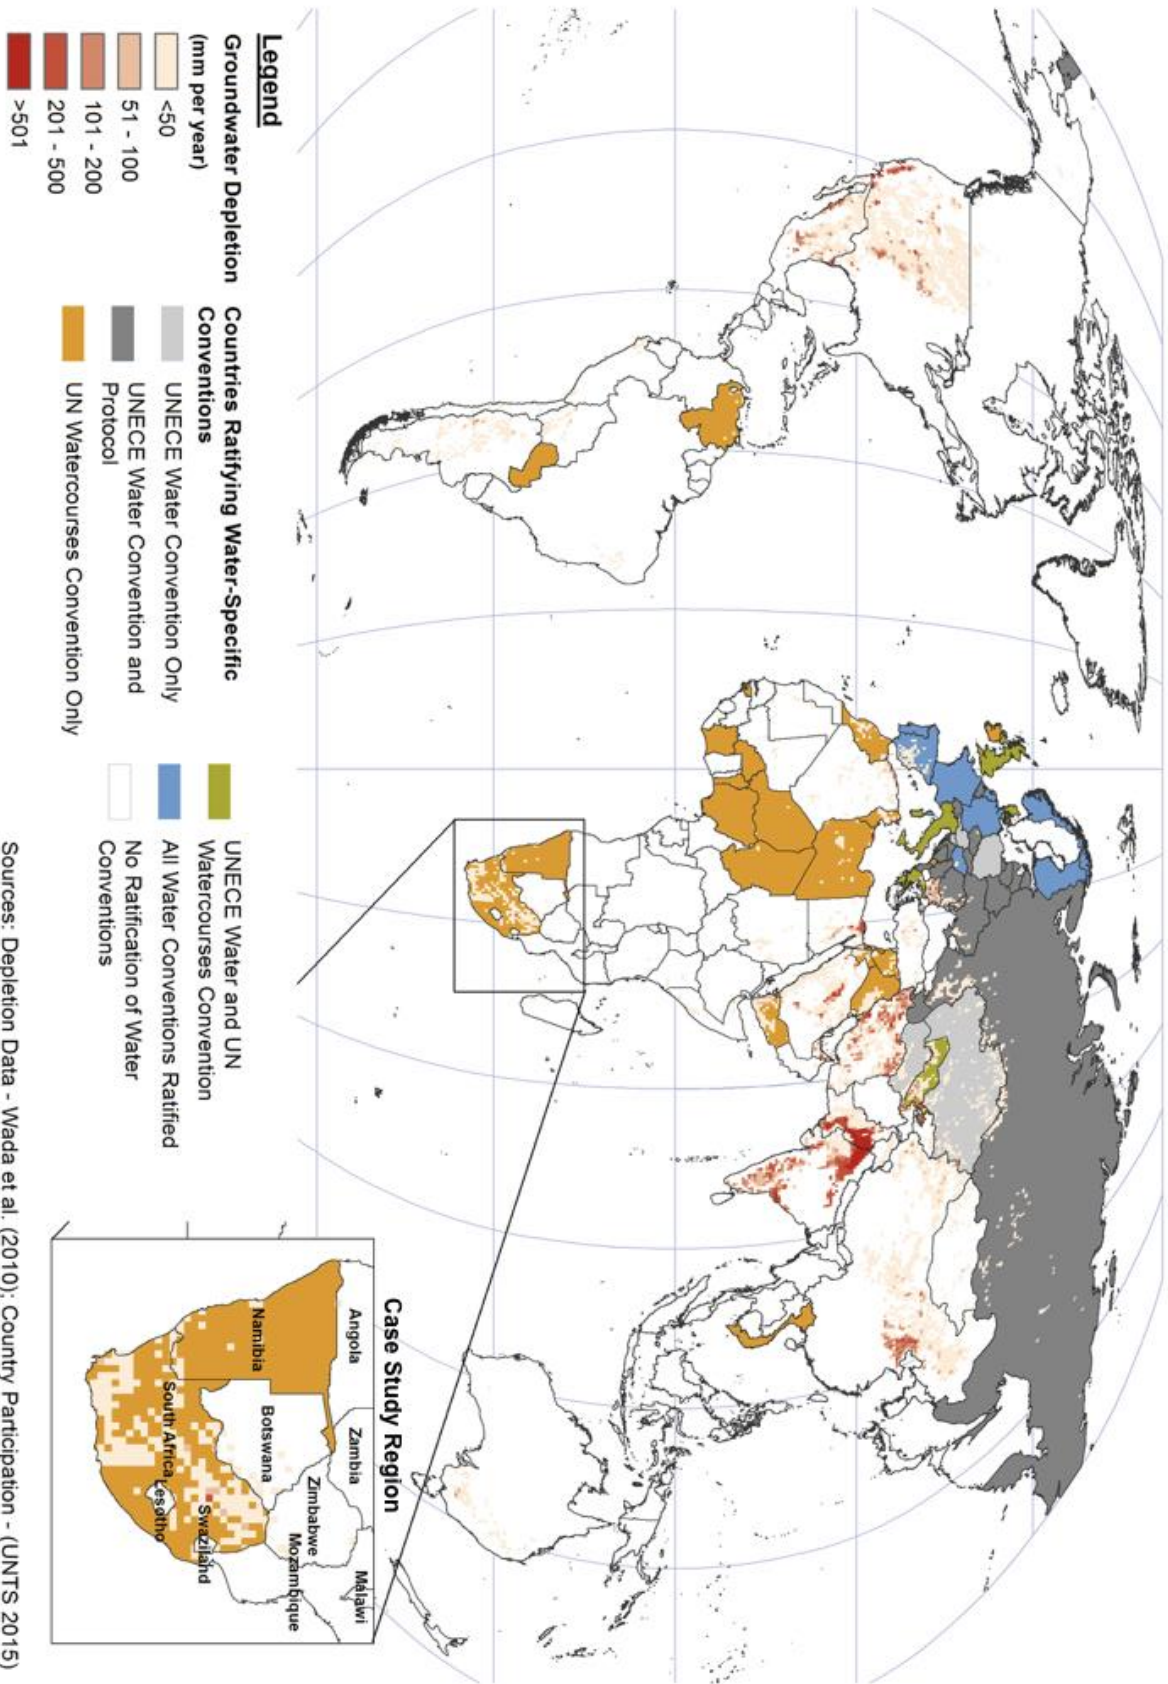 Legend
Groundwater Depletion
(mm per year)
<50
51 - 100
101 - 200
201 - 500
>501
Countries Ratifying Water-Specific
Conventions
UNECE Water Convention Only
UNECE Water Convention and
Protocol
UN Watercourses Convention Only
UNECE Water and UN
Watercourses Convention
All Water Conventions Ratified
No Ratification of Water
Conventions
Case Study Region
Angola
Zambia
Malawi
Namibia
Botswana
Zimbabwe
Mozambique
South Africa
Swaziland
Lesotho
Sources: Depletion Data - Wada et al. (2010); Country Participation - (UNTS 2015)